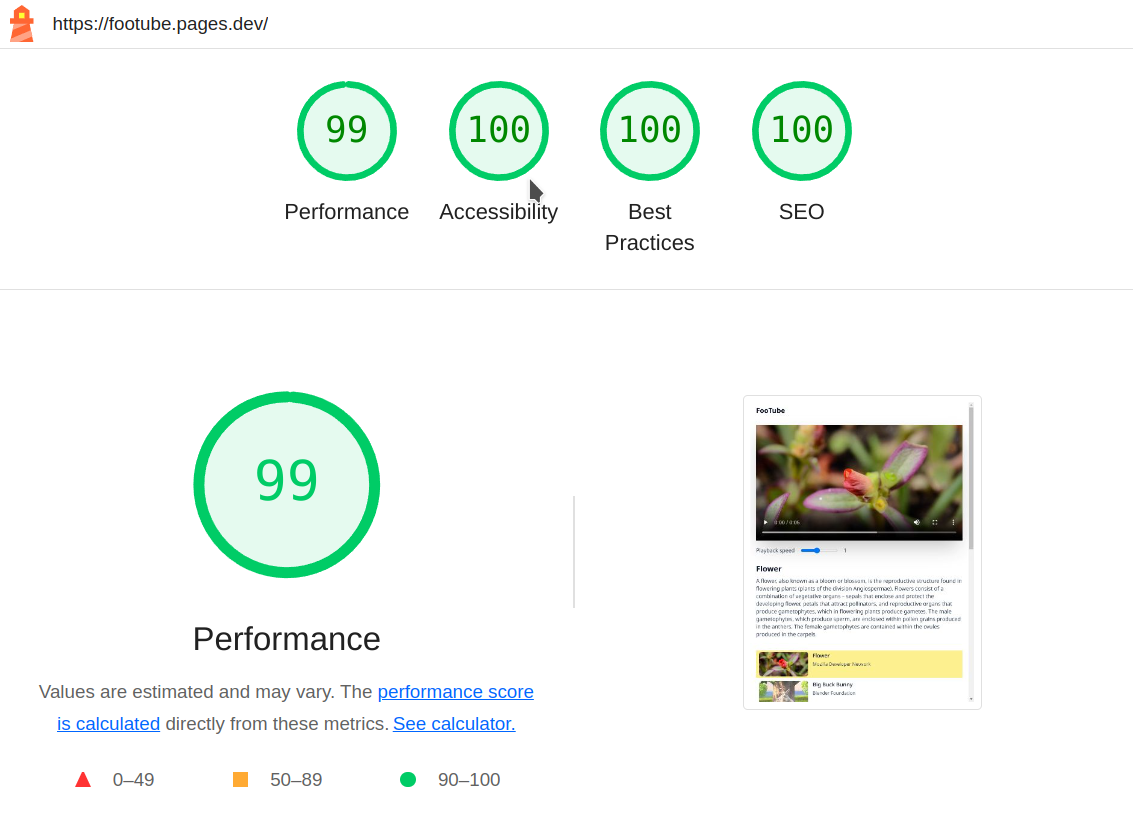 https://footube.pages.dev/
99
100
100
100
Performance
Accessibility
Best
Practices
SEO
99
Performance
Values are estimated and may vary. The performance score
is calculated directly from these metrics. See calculator.
0–49
50–89
90–100
FooTube
0:00 / 0:05
Playback speed
1
Flower
A flower, also known as a bloom or blossom, is the reproductive structure found in
flowering plants (plants of the division Angiospermae). Flowers consist of a
combination of vegetative organs – sepals that enclose and protect the
developing flower, petals that attract pollinators, and reproductive organs that
produce gametophytes, which in flowering plants produce gametes. The male
gametophytes, which produce sperm, are enclosed within pollen grains produced
in the anthers. The female gametophytes are contained within the ovules
produced in the carpels.
Flower
Mozilla Developer Network
Big Buck Bunny
Blender Foundation